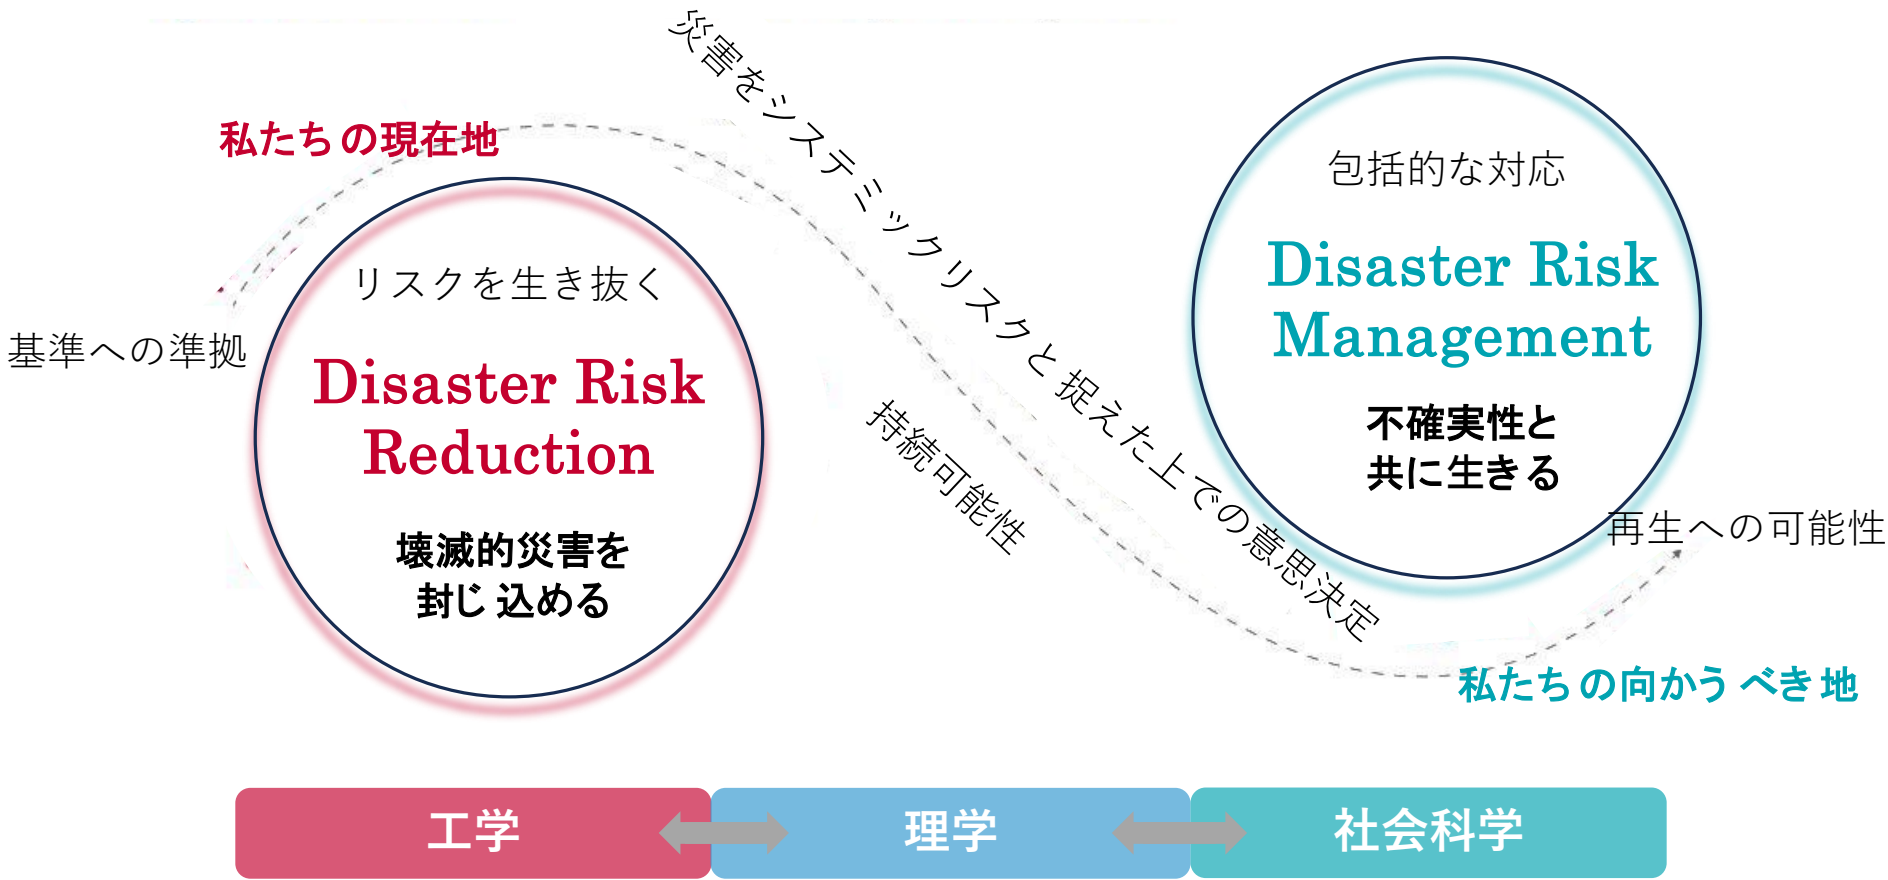 私たちの現在地
基準への準拠
リスクを生き抜く
Disaster Risk
Reduction
壊滅的災害を
封じ込める
災害をシステミックリスクと捉えた上での意思決定
持続可能性
包括的な対応
Disaster Risk
Management
不確実性と
共に生きる
再生への可能性
私たちの向かうべき地
工学
理学
社会科学